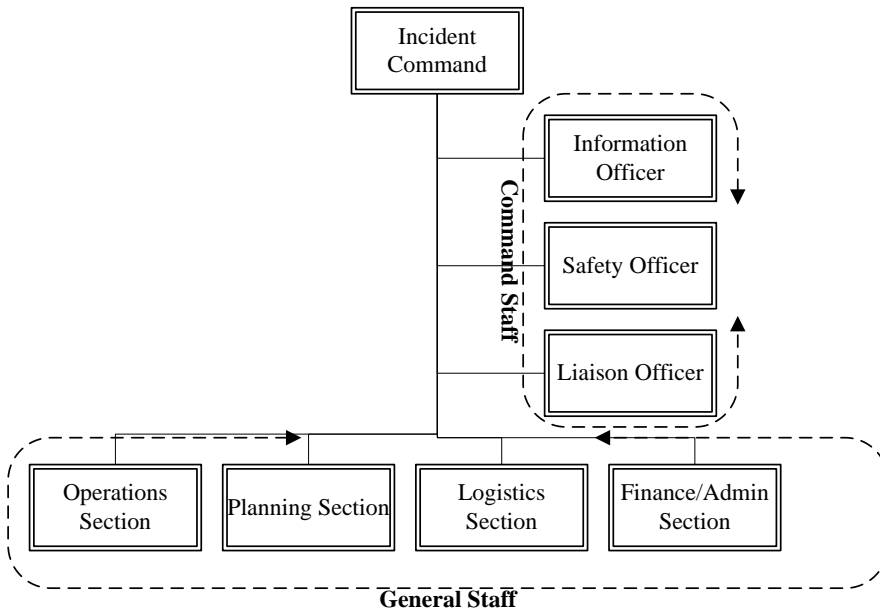 Incident
Command
Information
Officer
Command Staff
Safety Officer
Liaison Officer
Operations
Section
Planning Section
Logistics
Section
Finance/Admin
Section
General Staff